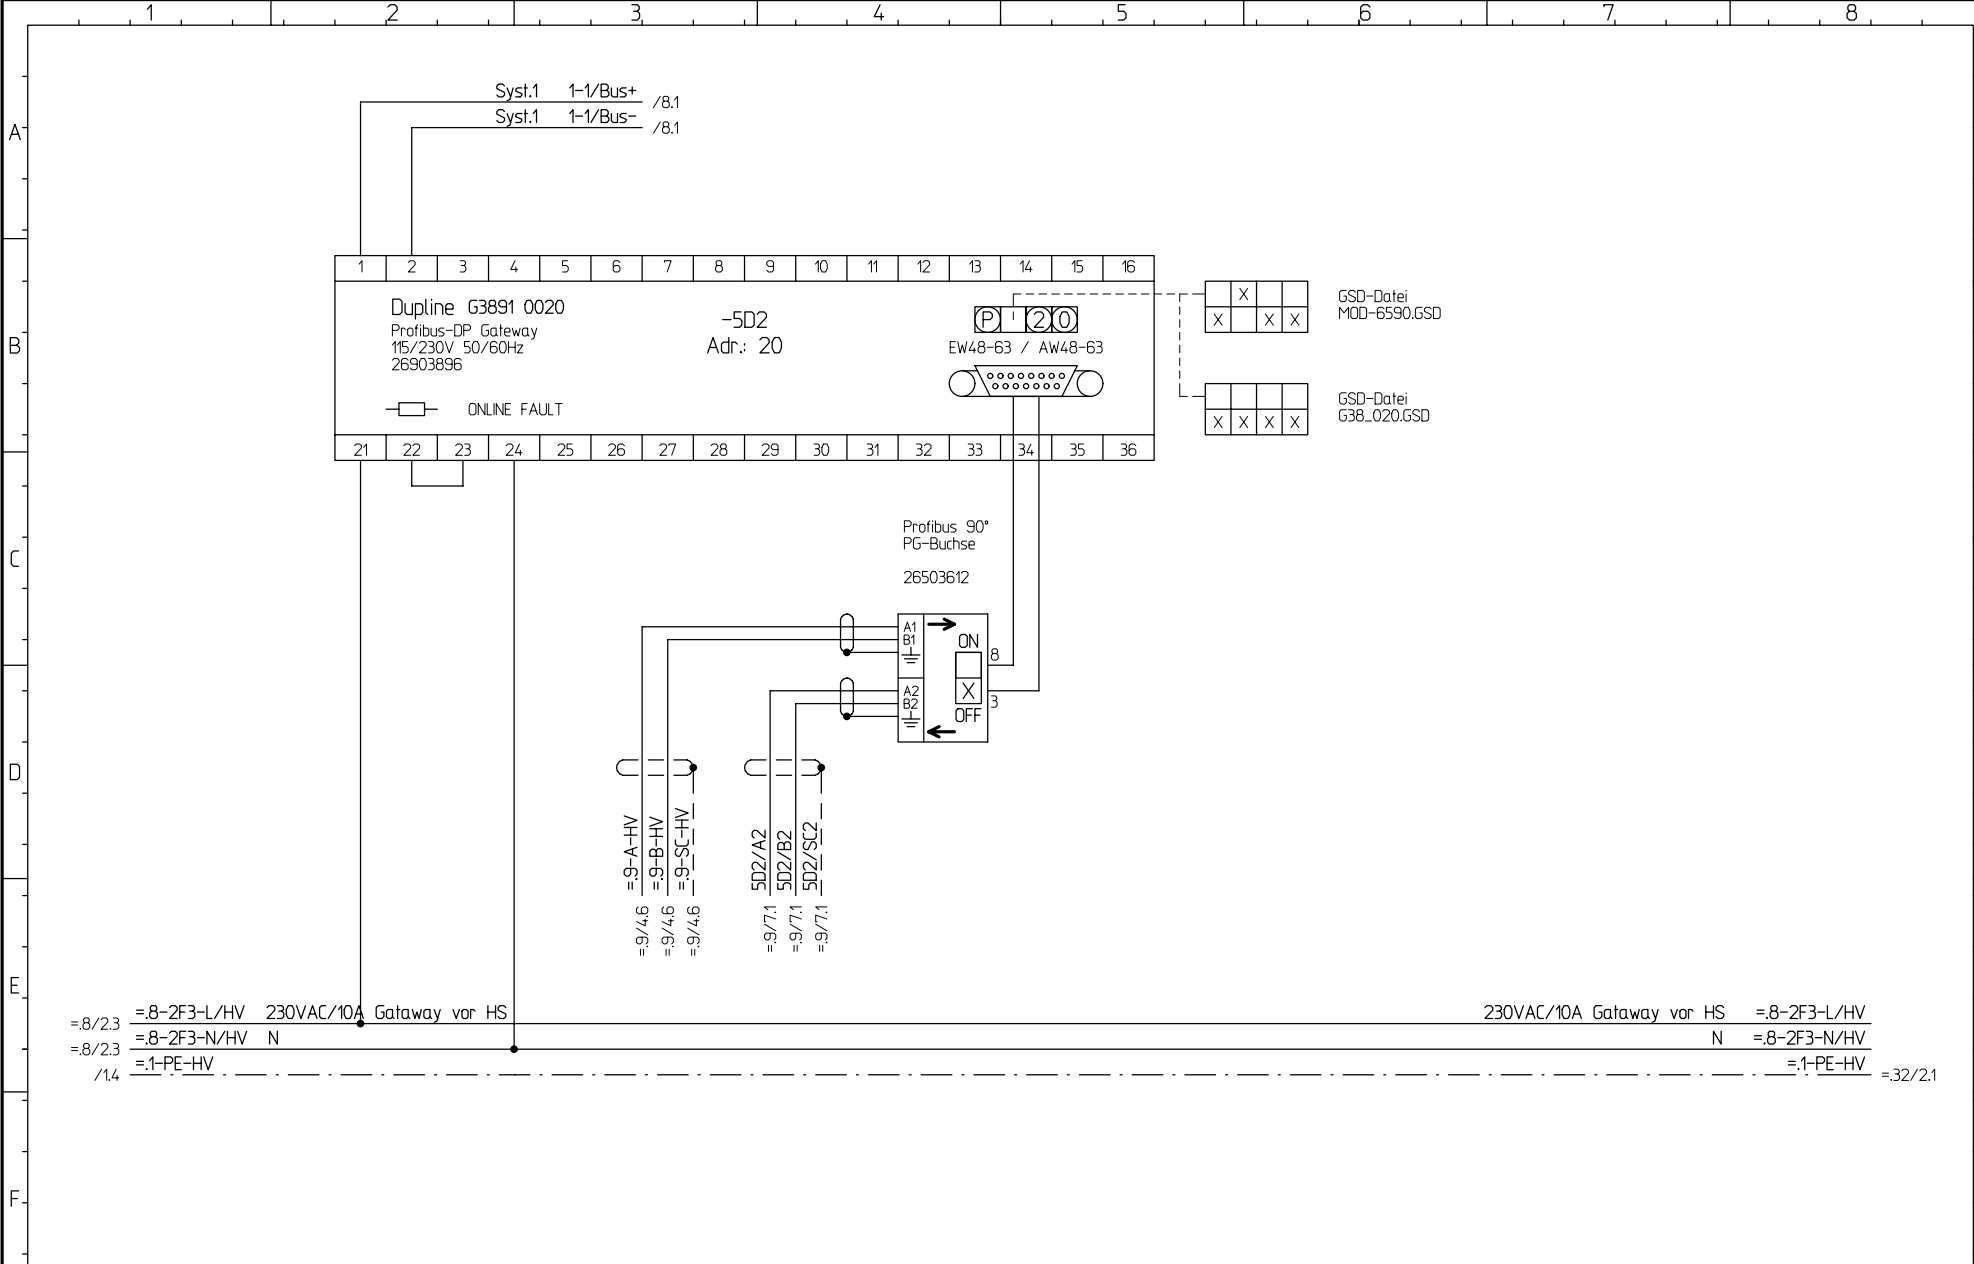 1 2 3 4 5 6 7 8
A
Syst.1 1-1/Bus+ /8.1
Syst.1 1-1/Bus- /8.1
B
1 2 3 4 5 6 7 8 9 10 11 12 13 14 15 16
Dupline G3891 0020
Profibus-DP Gateway
115/230V 50/60Hz
26903896
ONLINE FAULT
-5D2
Adr.: 20
P 2 0
EW48-63 / AW48-63
X
X X X
GSD-Datei
MOD-6590.GSD
X X X X
GSD-Datei
G38_020.GSD
21 22 23 24 25 26 27 28 29 30 31 32 33 34 35 36
C
Profibus 90°
PG-Buchse
26503612
A1
B1
A2
B2
ON
X
OFF
8
3
D
=.9-A-HV
=.9-B-HV
=.9-SC-HV
5D2/A2
5D2/B2
5D2/SC2
=.9/4.6
=.9/4.6
=.9/4.6
=.9/7.1
=.9/7.1
=.9/7.1
E
=.8/2.3 =.8-2F3-L/HV 230VAC/10A Gataway vor HS 230VAC/10A Gataway vor HS =.8-2F3-L/HV
=.8/2.3 =.8-2F3-N/HV N N =.8-2F3-N/HV
/1.4 =.1-PE-HV =.1-PE-HV =.32/2.1
F